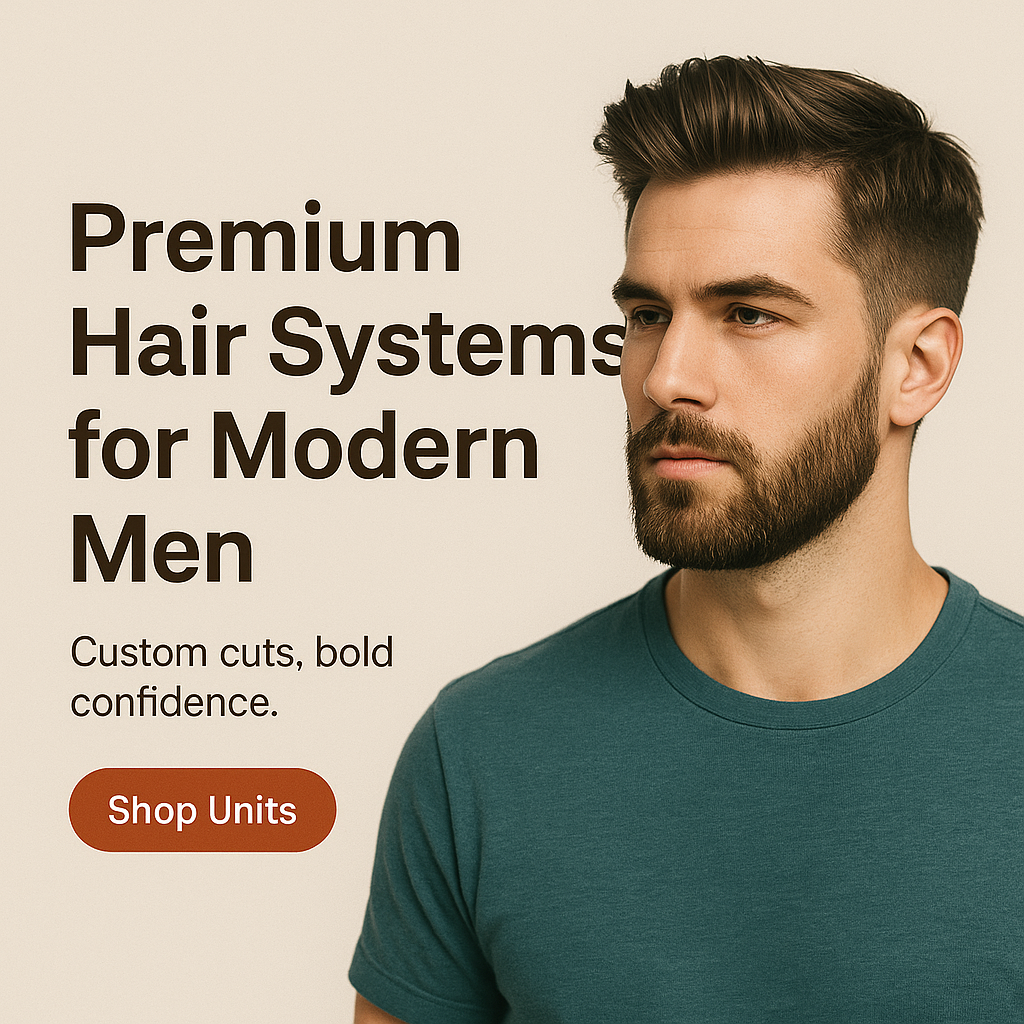 Premium
Hair Systems
for Modern
Men
Custom cuts, bold
confidence.
Shop Units